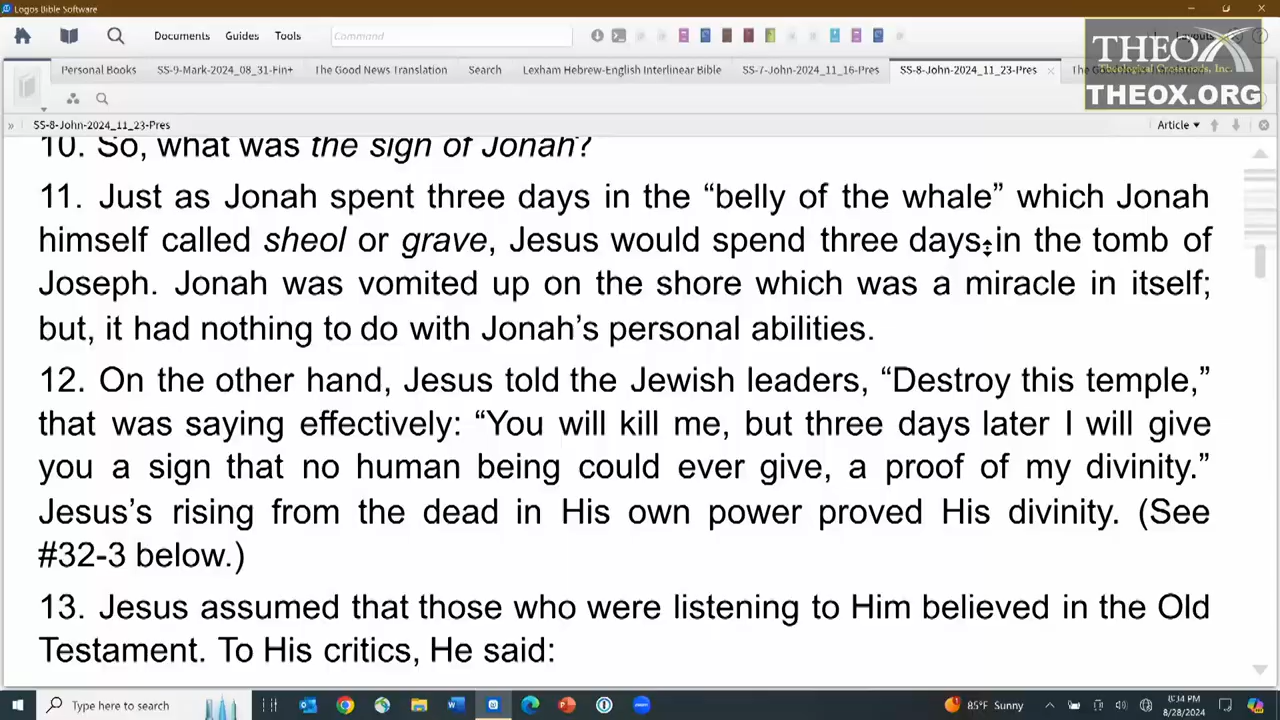 Logos Bible Software
Documents Guides Tools Command Layouts
THEOX
Theological Crossroads, Inc.
THEOX.ORG
Personal Books SS-9-Mark-2024_08_31-Fin+ The Good News Translati Search Lexham Hebrew-English Interlinear Bible SS-7-John-2024_11_16-Pres SS-8-John-2024_11_23-Pres
SS-8-John-2024_11_23-Pres Article
10. So, what was the sign of Jonah?
11. Just as Jonah spent three days in the “belly of the whale” which Jonah
himself called sheol or grave, Jesus would spend three days in the tomb of
Joseph. Jonah was vomited up on the shore which was a miracle in itself;
but, it had nothing to do with Jonah’s personal abilities.
12. On the other hand, Jesus told the Jewish leaders, “Destroy this temple,”
that was saying effectively: “You will kill me, but three days later I will give
you a sign that no human being could ever give, a proof of my divinity.”
Jesus’s rising from the dead in His own power proved His divinity. (See
#32-3 below.)
13. Jesus assumed that those who were listening to Him believed in the Old
Testament. To His critics, He said:
Type here to search 85°F Sunny 8:34 PM
8/28/2024